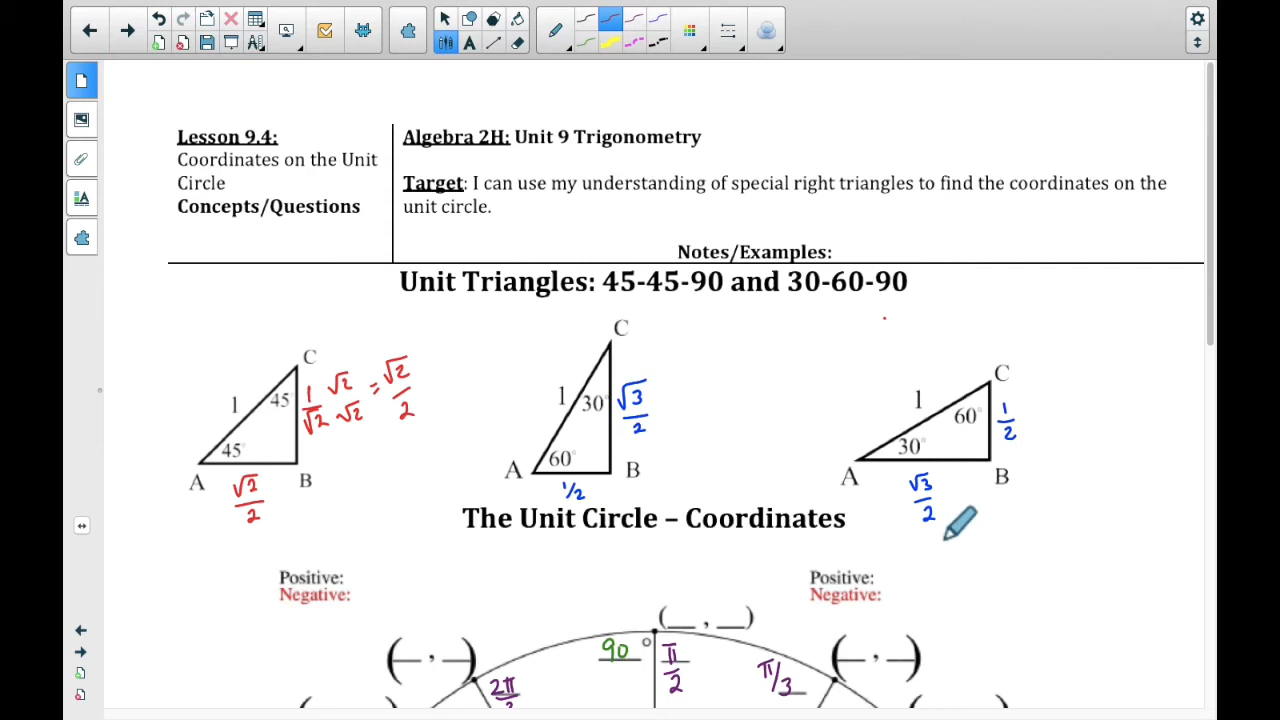 Lesson 9.4:
Coordinates on the Unit
Circle
Concepts/Questions
Algebra 2H: Unit 9 Trigonometry
Target: I can use my understanding of special right triangles to find the coordinates on the
unit circle.
Notes/Examples:
Unit Triangles: 45-45-90 and 30-60-90
C
1
45°
45°
A
B
1/√2 √2/√2 = √2/2
√2/2
C
1
30°
60°
A
B
√3/2
1/2
C
1
60°
30°
A
B
1/2
√3/2
The Unit Circle – Coordinates
Positive:
Negative:
Positive:
Negative:
(__ , __)
(__ , __)
90°
π/2
π/3
(__ , __)
2π